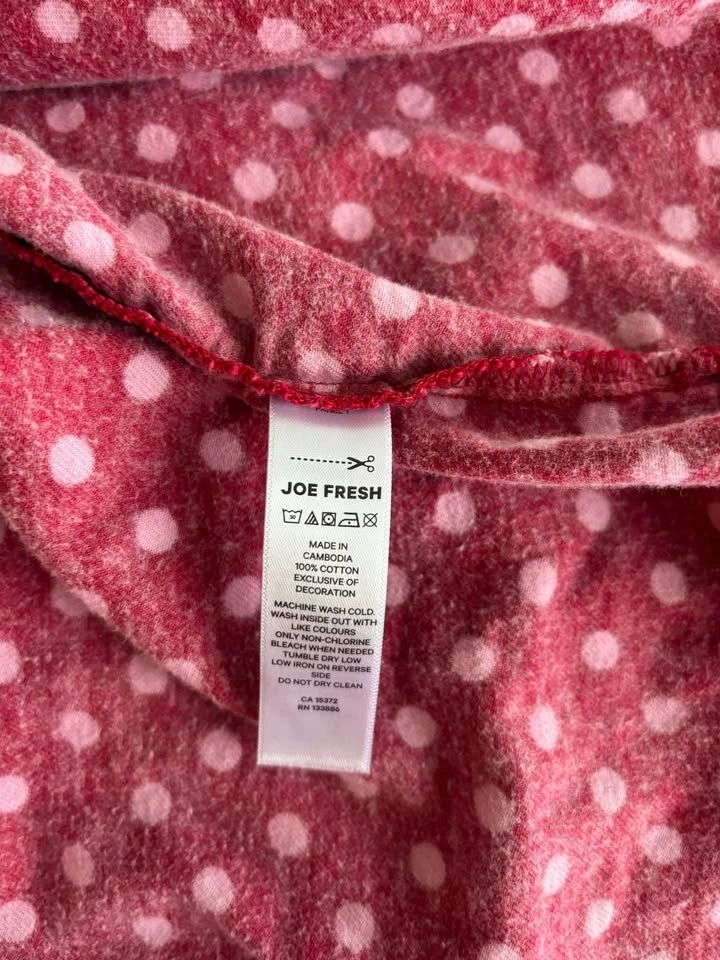 JOE FRESH
MADE IN
CAMBODIA
100% COTTON
EXCLUSIVE OF
DECORATION
MACHINE WASH COLD.
WASH INSIDE OUT WITH
LIKE COLOURS
ONLY NON-CHLORINE
BLEACH WHEN NEEDED
TUMBLE DRY LOW
LOW IRON ON REVERSE
SIDE
DO NOT DRY CLEAN
CA 15372
RN 133886